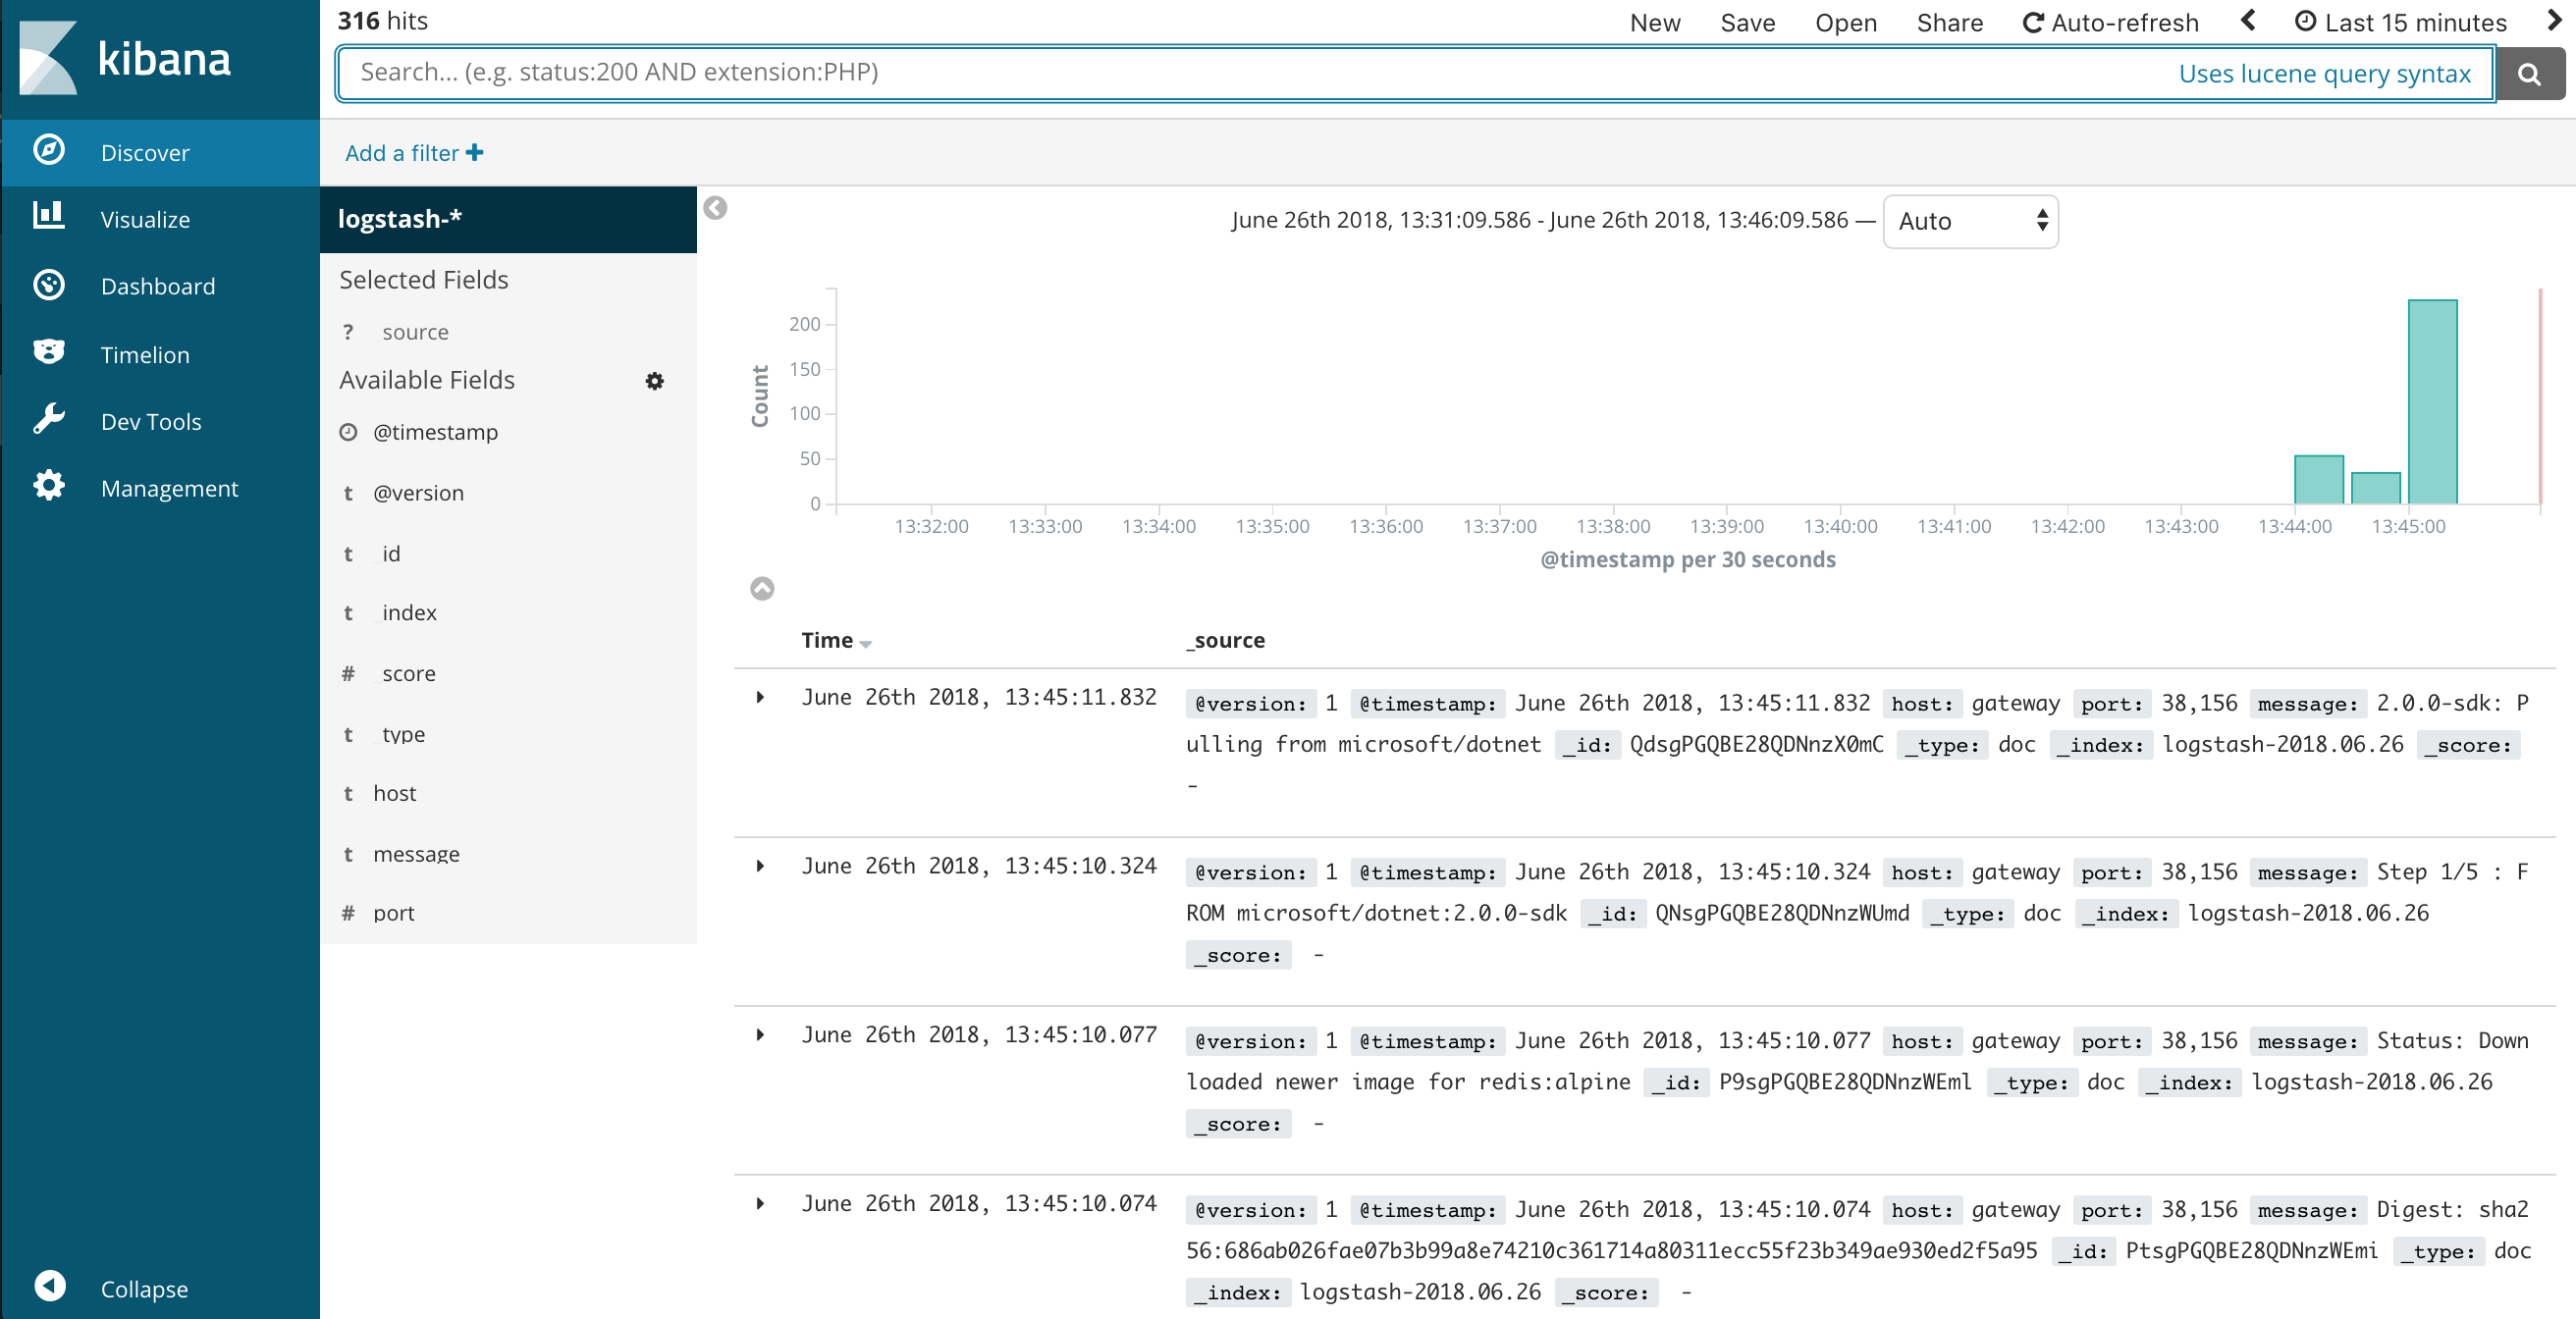 kibana
Discover
Visualize
Dashboard
Timelion
Dev Tools
Management
Collapse
316 hits
New Save Open Share Auto-refresh Last 15 minutes
Search... (e.g. status:200 AND extension:PHP) Uses lucene query syntax
Add a filter
logstash-*
Selected Fields
? _source
Available Fields
@timestamp
t @version
t _id
t _index
# _score
t _type
t host
t message
# port
June 26th 2018, 13:31:09.586 - June 26th 2018, 13:46:09.586 — Auto
Count
200
150
100
50
0
13:32:00 13:33:00 13:34:00 13:35:00 13:36:00 13:37:00 13:38:00 13:39:00 13:40:00 13:41:00 13:42:00 13:43:00 13:44:00 13:45:00
@timestamp per 30 seconds
Time _source
June 26th 2018, 13:45:11.832 @version: 1 @timestamp: June 26th 2018, 13:45:11.832 host: gateway port: 38,156 message: 2.0.0-sdk: P
ulling from microsoft/dotnet _id: QdsgPGQBE28QDNnzX0mC _type: doc _index: logstash-2018.06.26 _score:
-
June 26th 2018, 13:45:10.324 @version: 1 @timestamp: June 26th 2018, 13:45:10.324 host: gateway port: 38,156 message: Step 1/5 : F
ROM microsoft/dotnet:2.0.0-sdk _id: QNsgPGQBE28QDNnzWUmd _type: doc _index: logstash-2018.06.26
_score: -
June 26th 2018, 13:45:10.077 @version: 1 @timestamp: June 26th 2018, 13:45:10.077 host: gateway port: 38,156 message: Status: Down
loaded newer image for redis:alpine _id: P9sgPGQBE28QDNnzWEml _type: doc _index: logstash-2018.06.26
_score: -
June 26th 2018, 13:45:10.074 @version: 1 @timestamp: June 26th 2018, 13:45:10.074 host: gateway port: 38,156 message: Digest: sha2
56:686ab026fae07b3b99a8e74210c361714a80311ecc55f23b349ae930ed2f5a95 _id: PtsgPGQBE28QDNnzWEmi _type: doc
_index: logstash-2018.06.26 _score: -